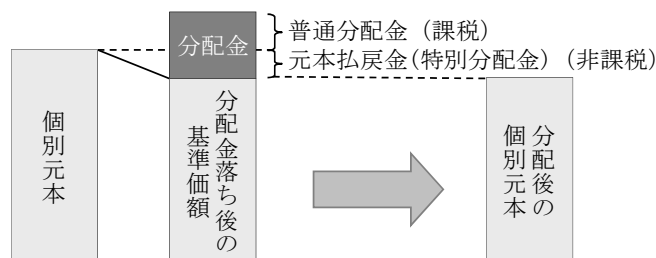 分配金
普通分配金（課税）
元本払戻金(特別分配金)（非課税）
個別元本
分配金落ち後の
基準価額
分配後の
個別元本